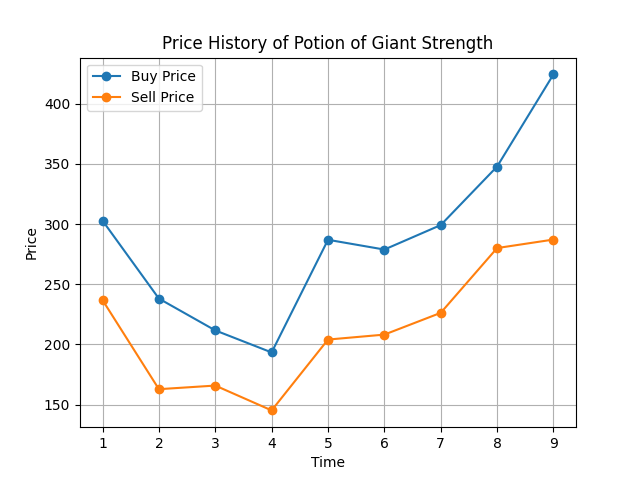 Price History of Potion of Giant Strength
Buy Price
Sell Price
400
350
300
250
200
150
Price
1 2 3 4 5 6 7 8 9
Time